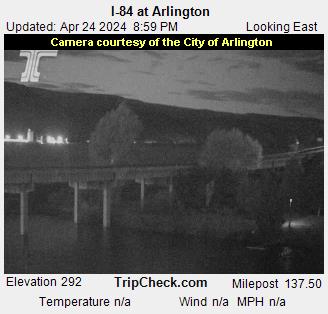 I-84 at Arlington
Updated: Apr 24 2024 8:59 PM Looking East
Camera courtesy of the City of Arlington
Elevation 292 TripCheck.com Milepost 137.50
Temperature n/a Wind n/a MPH n/a